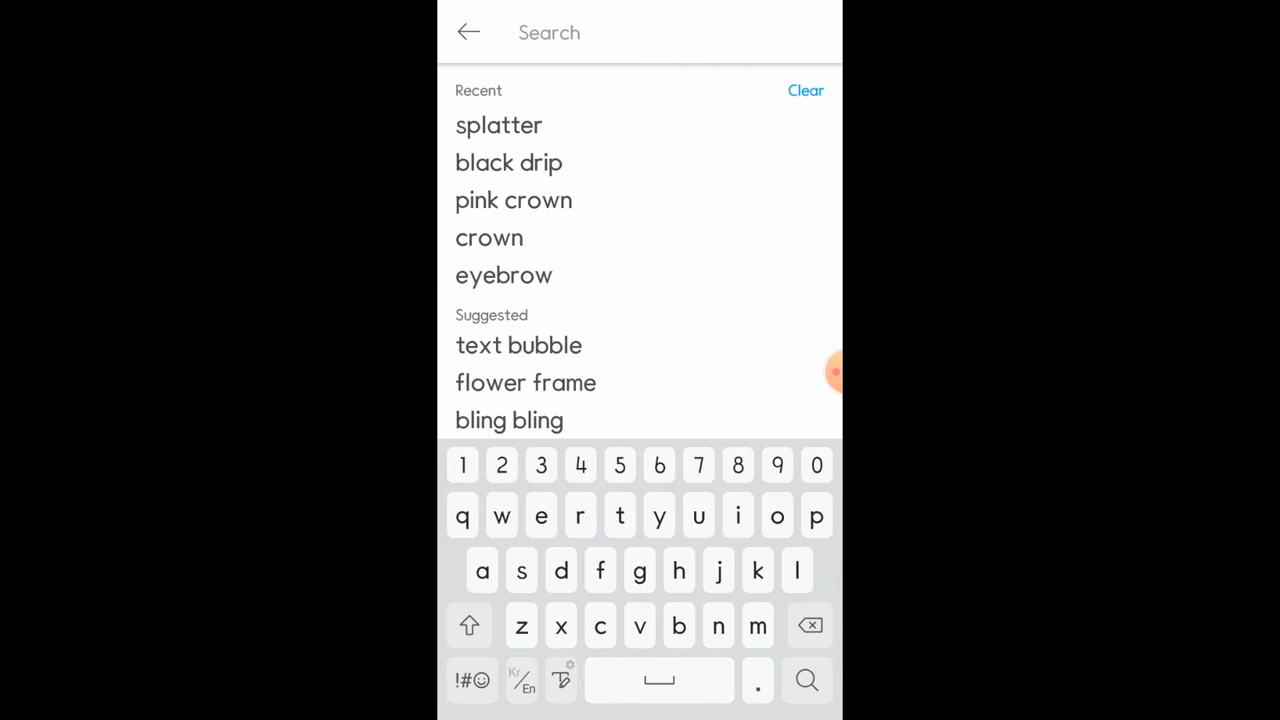 Search
Recent Clear
splatter
black drip
pink crown
crown
eyebrow
Suggested
text bubble
flower frame
bling bling
1 2 3 4 5 6 7 8 9 0
q w e r t y u i o p
a s d f g h j k l
z x c v b n m
!#☺ Kr/En .